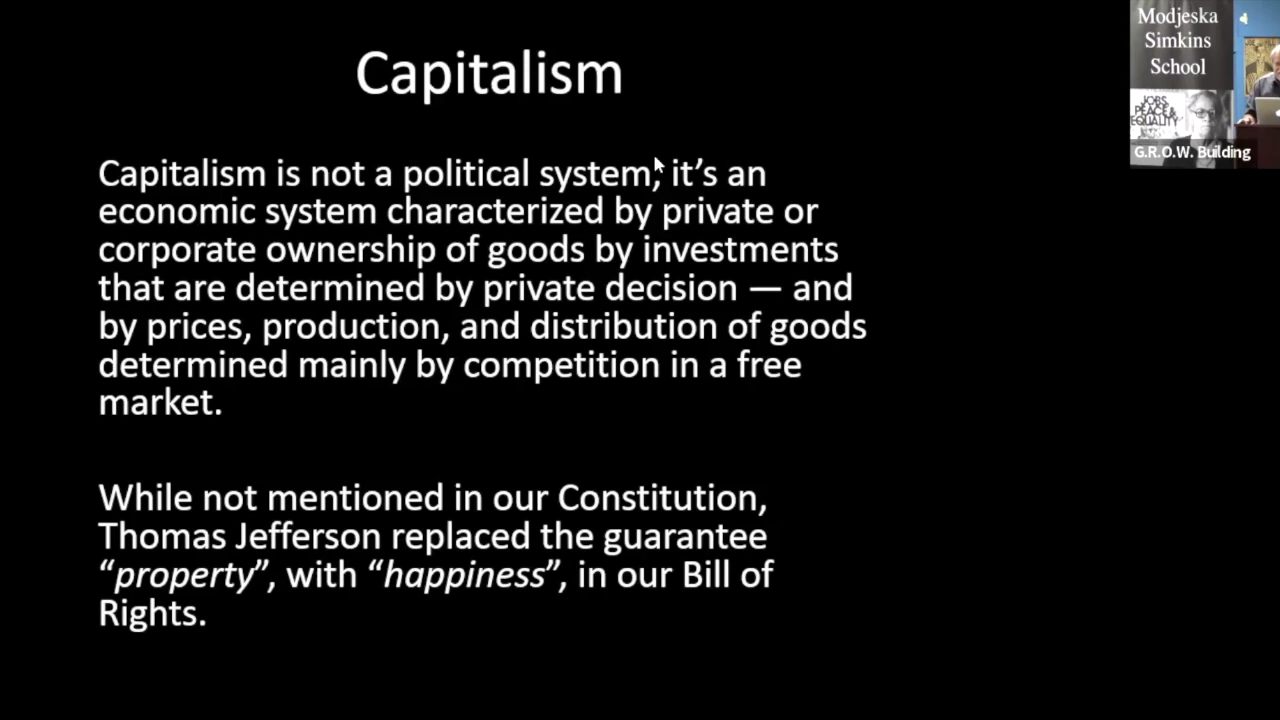 Capitalism
Capitalism is not a political system, it’s an
economic system characterized by private or
corporate ownership of goods by investments
that are determined by private decision — and
by prices, production, and distribution of goods
determined mainly by competition in a free
market.
While not mentioned in our Constitution,
Thomas Jefferson replaced the guarantee
“property”, with “happiness”, in our Bill of
Rights.
Modjeska
Simkins
School
JOBS
PEACE &
EQUALITY
G.R.O.W. Building